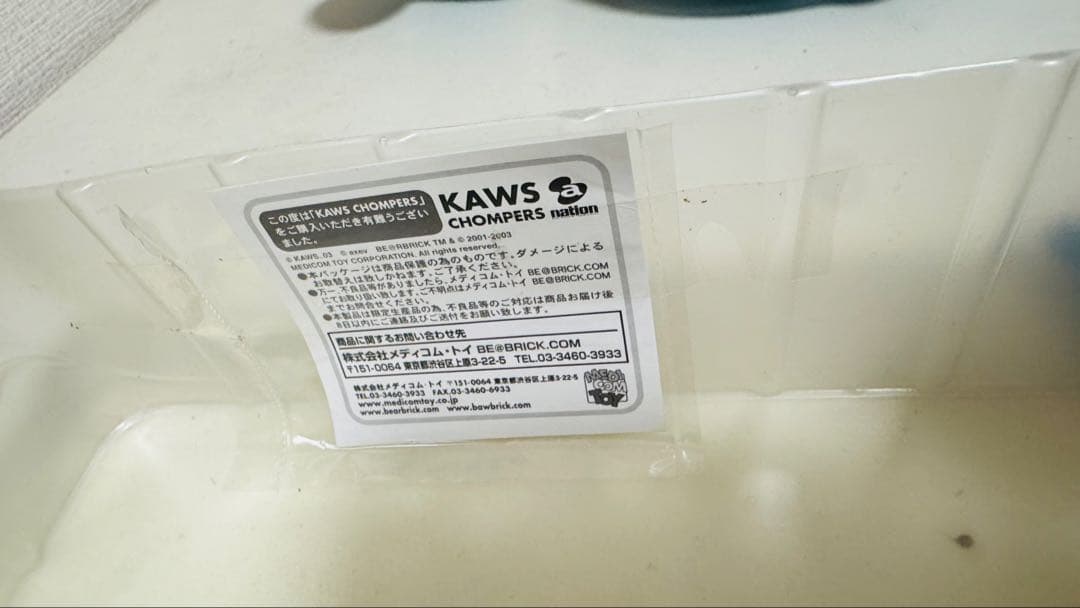 この度は「KAWS CHOMPERS」
をご購入いただき有難うござい
ました。
KAWS
CHOMPERS
a
nation
© KAWS..03 © axev BE@RBRICK TM & © 2001-2003
MEDICOM TOY CORPORATION. All rights reserved.
●本パッケージは商品保護の為のものです。ダメージによる
お取替えは致しかねます。ご了承ください。
●万一、不良品等がありましたら、メディコム・トイ BE@BRICK.COM
にてお取り扱い致します。ご不明点はメディコム・トイ BE@BRICK.COM
までお問合せください。
●本製品は限定生産品の為、不良品等のご対応は商品お届け後
8日以内にご連絡及びご送付をお願い致します。
商品に関するお問い合わせ先
株式会社メディコム・トイ BE@BRICK.COM
〒151-0064 東京都渋谷区上原3-22-5 TEL.03-3460-3933
株式会社メディコム・トイ 〒151-0064 東京都渋谷区上原3-22-5
TEL.03-3460-3933 FAX.03-3460-6933
www.medicomtoy.co.jp
www.bearbrick.com www.bawbrick.com
MEDI
COM
TOY